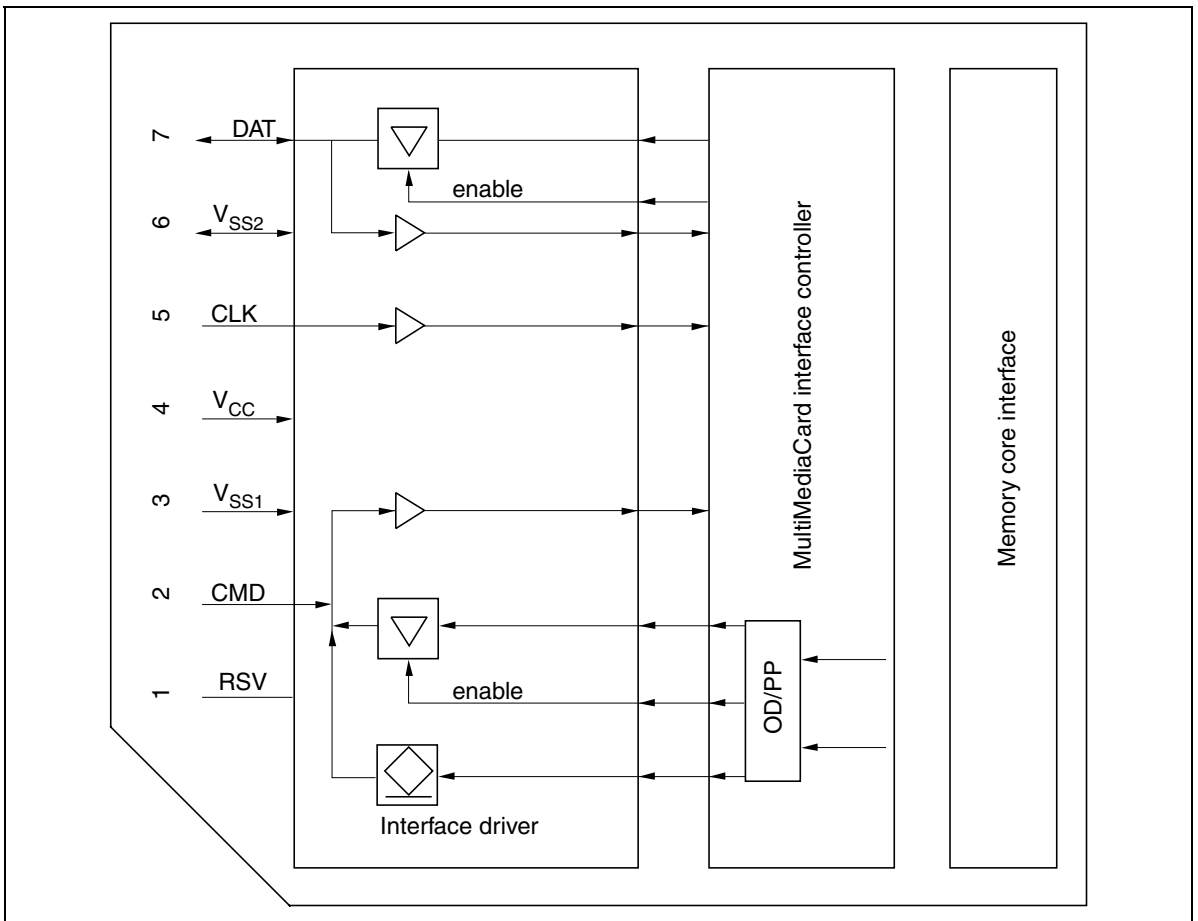 7 DAT
enable
6 VSS2
5 CLK
4 VCC
3 VSS1
2 CMD
1 RSV
enable
OD/PP
Interface driver
MultiMediaCard interface controller
Memory core interface